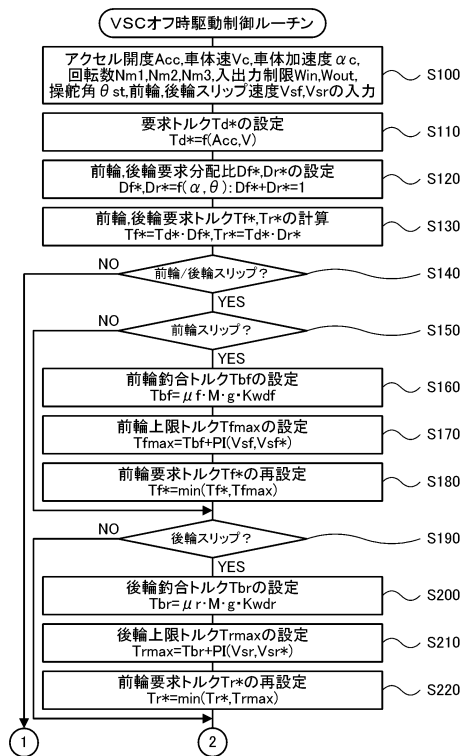 VSCオフ時駆動制御ルーチン
アクセル開度Acc,車体速Vc,車体加速度αc,
回転数Nm1,Nm2,Nm3,入出力制限Win,Wout,
操舵角θst,前輪,後輪スリップ速度Vsf,Vsrの入力
S100
要求トルクTd*の設定
Td*=f(Acc,V)
S110
前輪,後輪要求分配比Df*,Dr*の設定
Df*,Dr*=f(α,θ):Df*+Dr*=1
S120
前輪,後輪要求トルクTf*,Tr*の計算
Tf*=Td*・Df*,Tr*=Td*・Dr*
S130
NO
前輪/後輪スリップ?
S140
YES
NO
前輪スリップ?
S150
YES
前輪釣合トルクTbfの設定
Tbf=μf・M・g・Kwdf
S160
前輪上限トルクTfmaxの設定
Tfmax=Tbf+PI(Vsf,Vsf*)
S170
前輪要求トルクTf*の再設定
Tf*=min(Tf*,Tfmax)
S180
NO
後輪スリップ?
S190
YES
後輪釣合トルクTbrの設定
Tbr=μr・M・g・Kwdr
S200
後輪上限トルクTrmaxの設定
Trmax=Tbr+PI(Vsr,Vsr*)
S210
前輪要求トルクTr*の再設定
Tr*=min(Tr*,Trmax)
S220
1
2